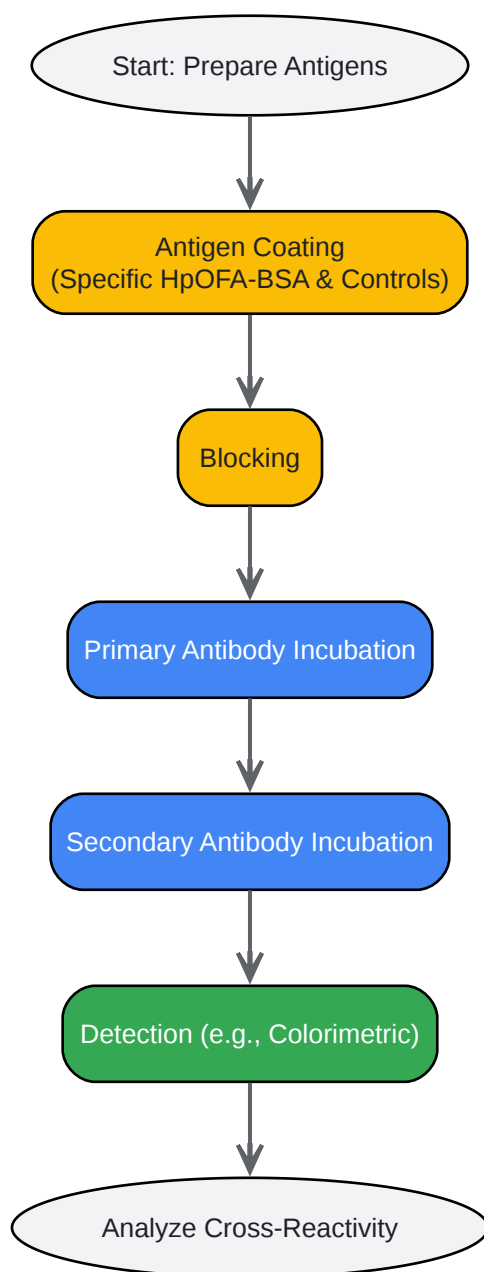 Start: Prepare Antigens
Antigen Coating
(Specific HpOFA-BSA & Controls)
Blocking
Primary Antibody Incubation
Secondary Antibody Incubation
Detection (e.g., Colorimetric)
Analyze Cross-Reactivity